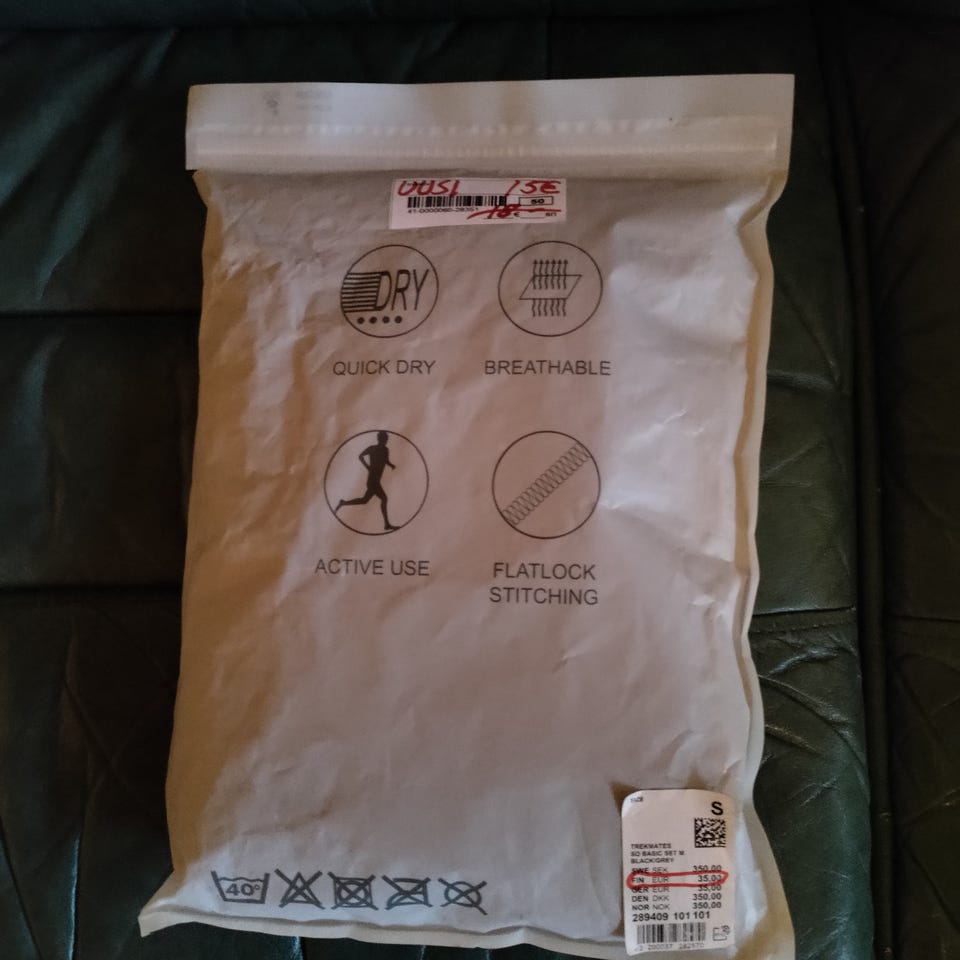 UUSI 15€
50
18 €
DRY
QUICK DRY
BREATHABLE
ACTIVE USE
FLATLOCK
STITCHING
40°
S
TREKMATES
SO BASIC SET M
BLACK/GREY
SWE SEK 350,00
FIN EUR 35,00
GER EUR 35,00
DEN DKK 350,00
NOR NOK 350,00
289409 101101